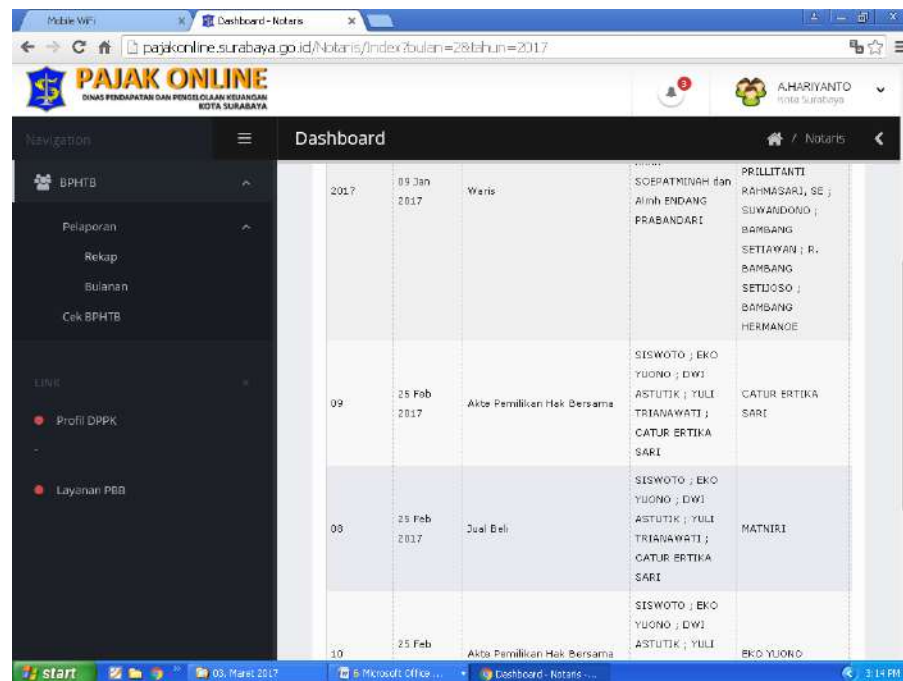 Mobile WiFi
Dashboard - Notaris
pajakonline.surabaya.go.id/Notaris/Index?bulan=2&tahun=2017
PAJAK ONLINE
DINAS PENDAPATAN DAN PENGELOLAAN KEUANGAN
KOTA SURABAYA
3
A.HARIYANTO
Kota Surabaya
Navigation
Dashboard
/ Notaris
BPHTB
Pelaporan
Rekap
Bulanan
Cek BPHTB
LINK
Profil DPPK
-
Layanan PBB
2017
09 Jan
2017
Waris
SOEPATMINAH dan
Almh ENDANG
PRABANDARI
PRILLITANTI
RAHMASARI, SE ;
SUWANDONO ;
BAMBANG
SETIAWAN ; R.
BAMBANG
SETIJOSO ;
BAMBANG
HERMANOE
09
25 Feb
2017
Akta Pemilikan Hak Bersama
SISWOTO ; EKO
YUONO ; DWI
ASTUTIK ; YULI
TRIANAWATI ;
CATUR ERTIKA
SARI
CATUR ERTIKA
SARI
08
25 Feb
2017
Jual Beli
SISWOTO ; EKO
YUONO ; DWI
ASTUTIK ; YULI
TRIANAWATI ;
CATUR ERTIKA
SARI
MATNIRI
10
25 Feb
Akta Pemilikan Hak Bersama
SISWOTO ; EKO
YUONO ; DWI
ASTUTIK ; YULI
EKO YUONO
start
03. Maret 2017
6 Microsoft Office ...
Dashboard - Notaris -...
3:14 PM